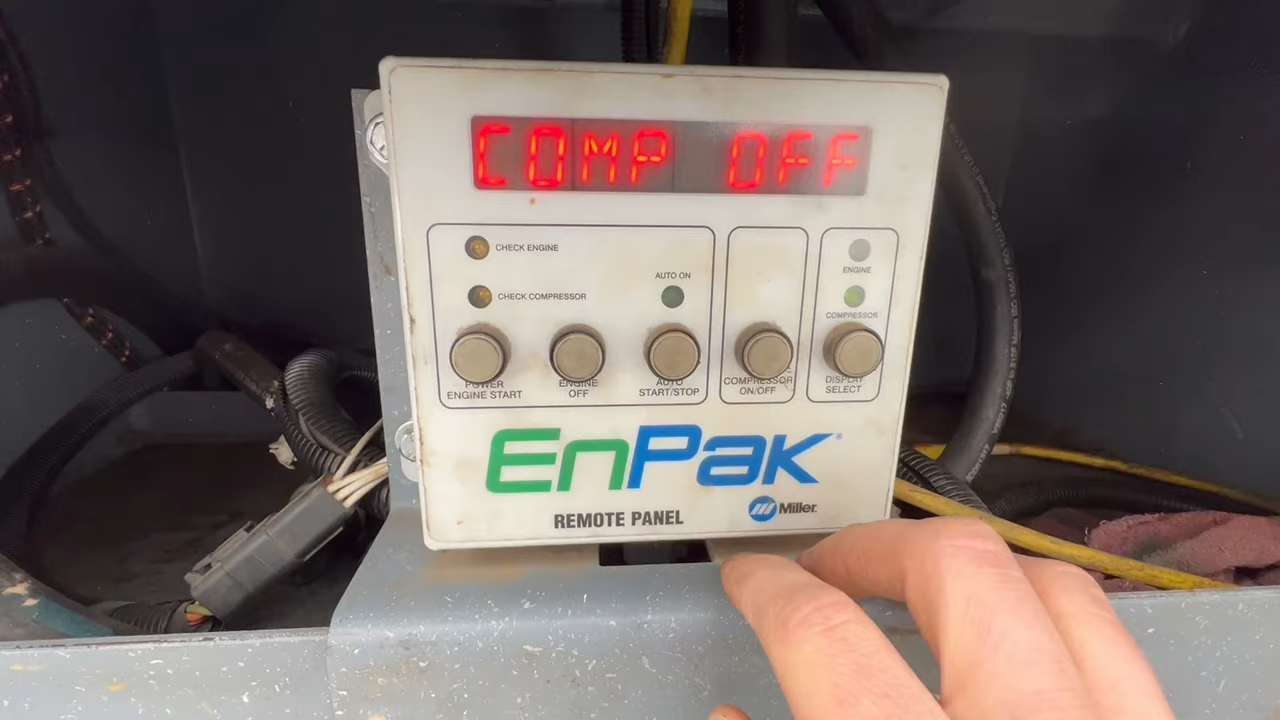 COMP OFF
CHECK ENGINE
CHECK COMPRESSOR
AUTO ON
ENGINE
COMPRESSOR
POWER
ENGINE START
ENGINE
OFF
AUTO
START/STOP
COMPRESSOR
ON/OFF
DISPLAY
SELECT
EnPak
REMOTE PANEL
Miller